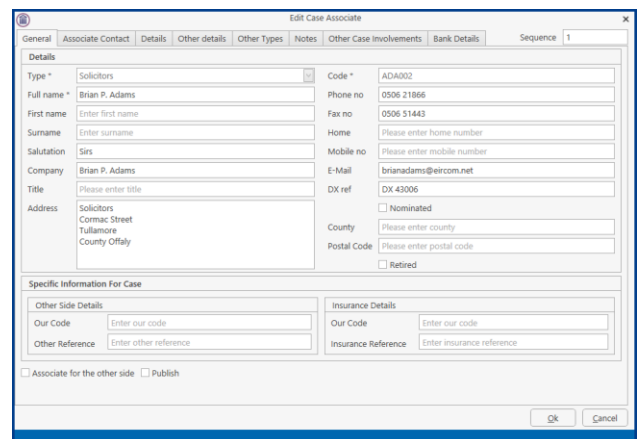 Edit Case Associate
General Associate Contact Details Other details Other Types Notes Other Case Involvements Bank Details Sequence 1
Details
Type * Solicitors Code * ADA002
Full name * Brian P. Adams Phone no 0506 21866
First name Enter first name Fax no 0506 51443
Surname Enter surname Home Please enter home number
Salutation Sirs Mobile no Please enter mobile number
Company Brian P. Adams E-Mail brianadams@eircom.net
Title Please enter title DX ref DX 43006
Address Solicitors Nominated
Cormac Street
Tullamore County Please enter county
County Offaly Postal Code Please enter postal code
Retired
Specific Information For Case
Other Side Details Insurance Details
Our Code Enter our code Our Code Enter our code
Other Reference Enter other reference Insurance Reference Enter insurance reference
Associate for the other side Publish
Ok Cancel